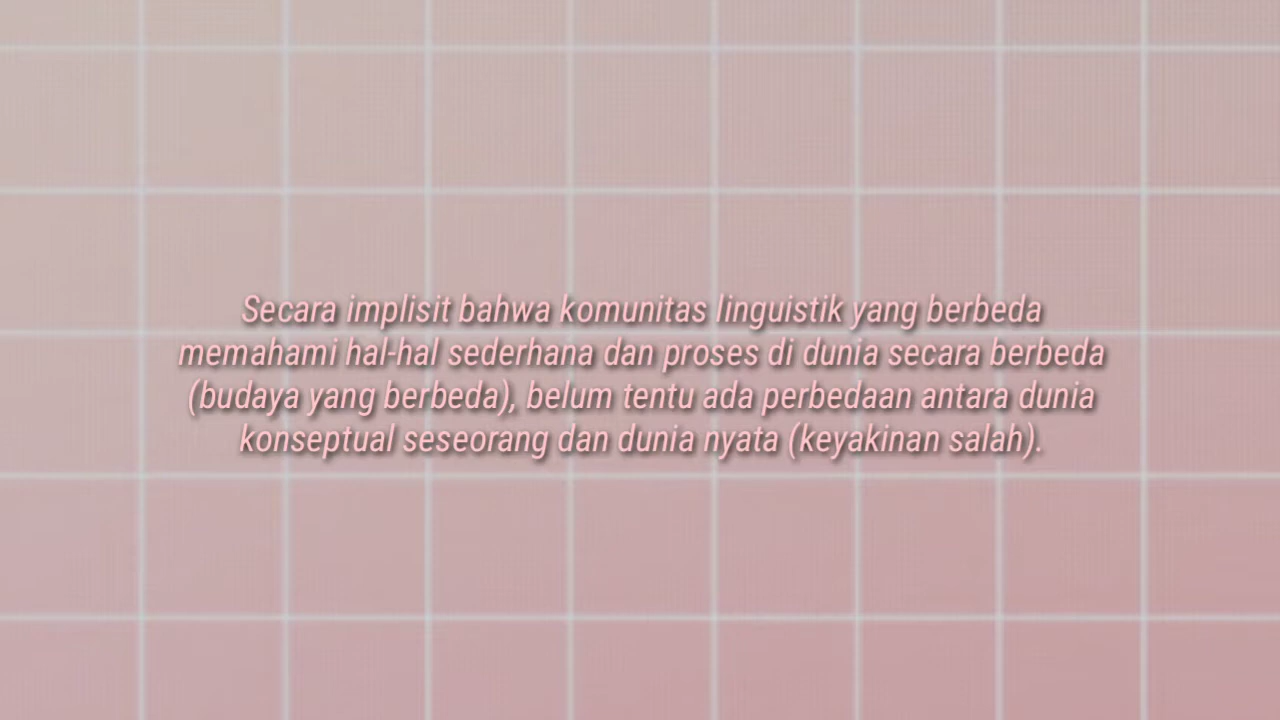 Secara implisit bahwa komunitas linguistik yang berbeda
memahami hal-hal sederhana dan proses di dunia secara berbeda
(budaya yang berbeda), belum tentu ada perbedaan antara dunia
konseptual seseorang dan dunia nyata (keyakinan salah).